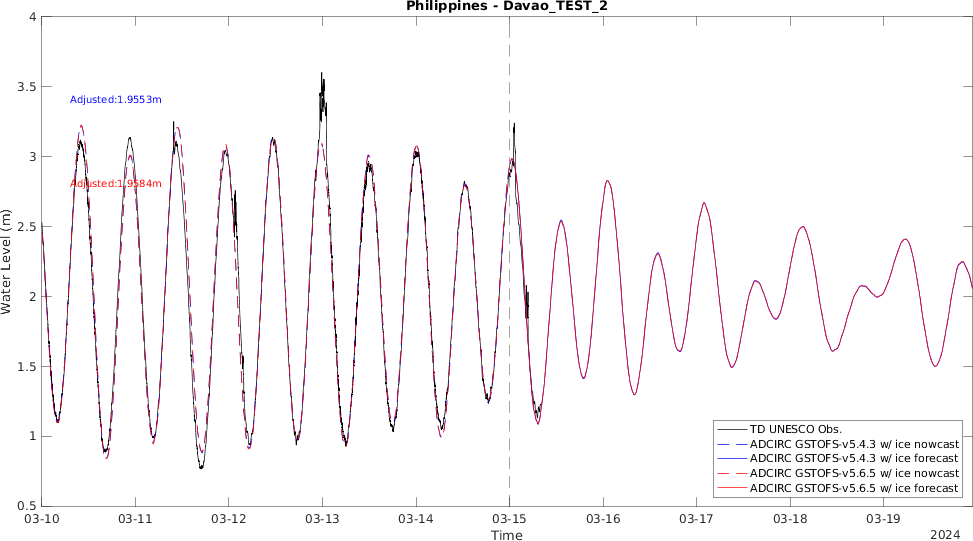 Philippines - Davao_TEST_2
4
3.5
3
2.5
2
1.5
1
0.5
Water Level (m)
Adjusted:1.9553m
Adjusted:1.9584m
TD UNESCO Obs.
ADCIRC GSTOFS-v5.4.3 w/ ice nowcast
ADCIRC GSTOFS-v5.4.3 w/ ice forecast
ADCIRC GSTOFS-v5.6.5 w/ ice nowcast
ADCIRC GSTOFS-v5.6.5 w/ ice forecast
03-10 03-11 03-12 03-13 03-14 03-15 03-16 03-17 03-18 03-19
Time
2024